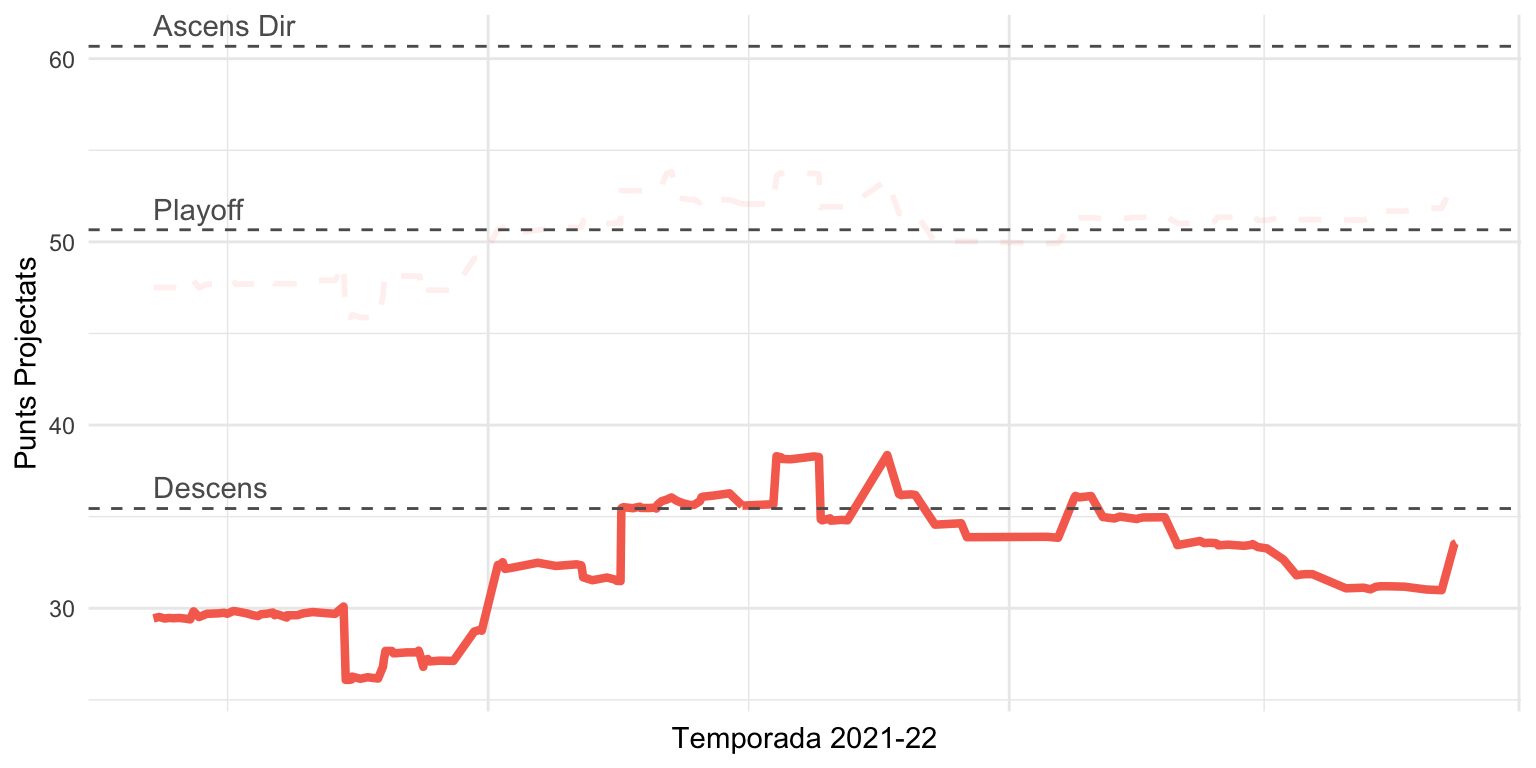 Ascens Dir
60
Playoff
50
40
Descens
30
Punts Projectats
Temporada 2021-22